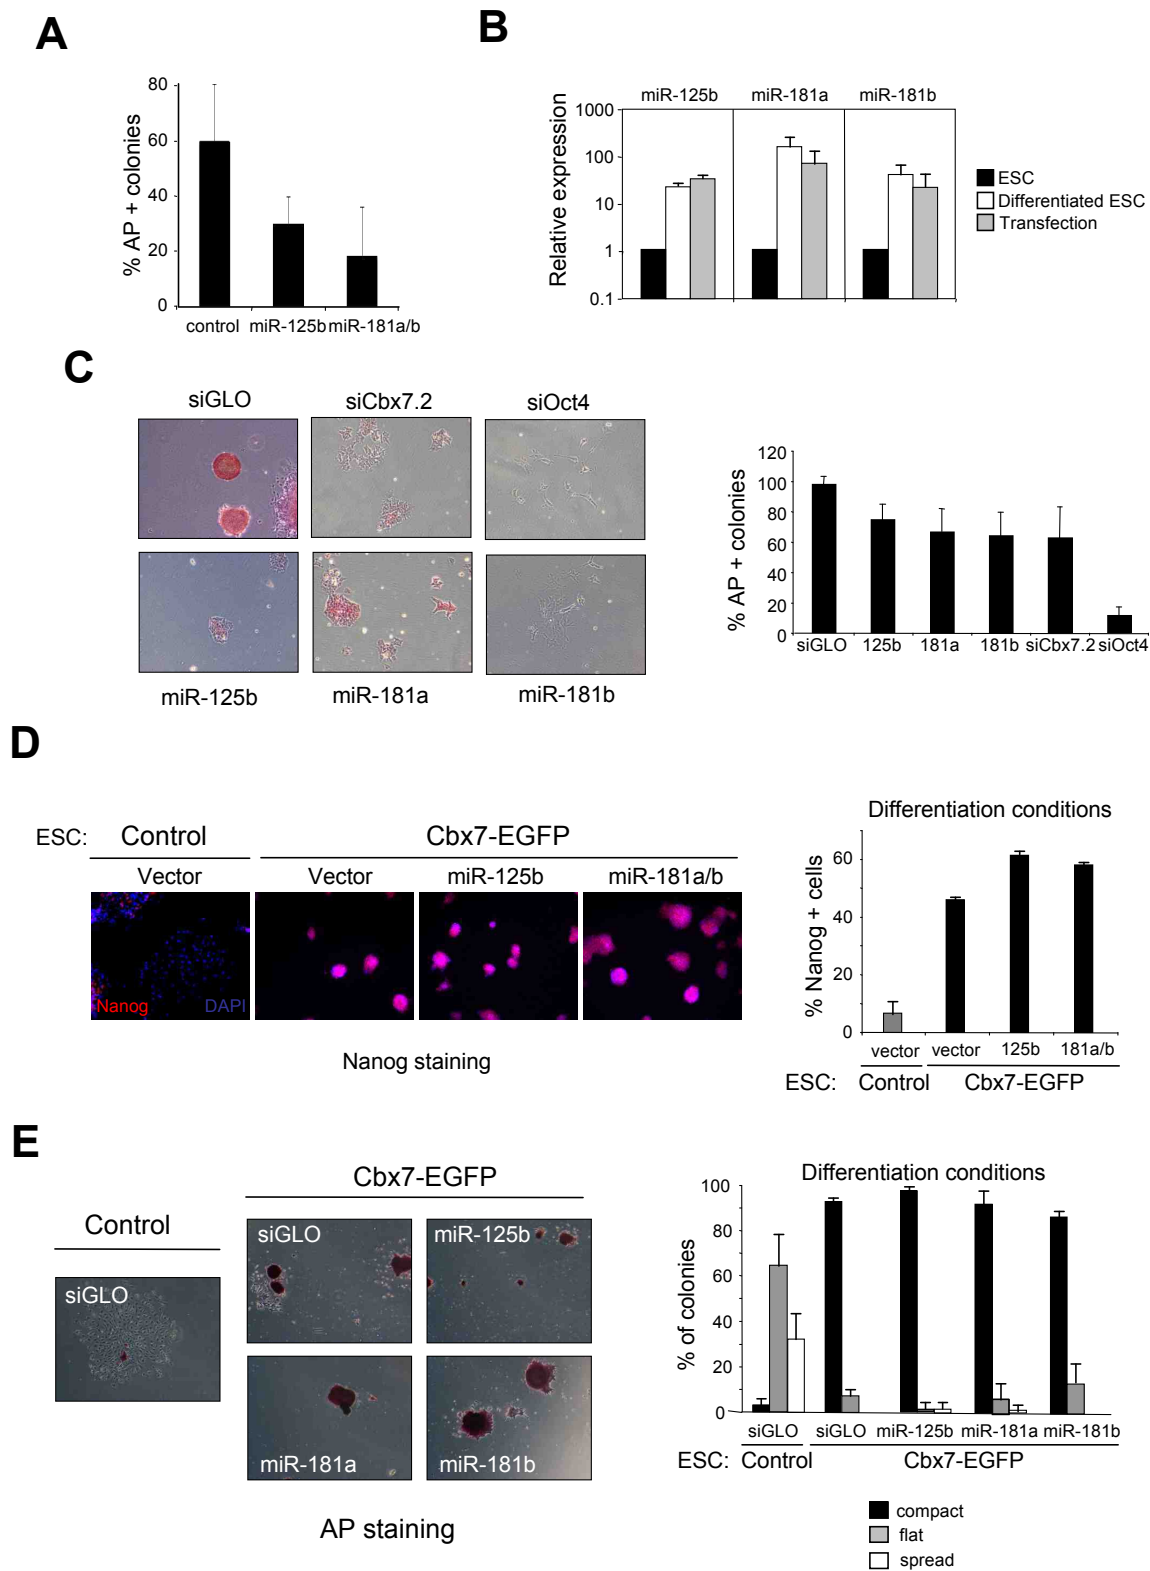 A
80
60
40
20
0
% AP + colonies
control miR-125b miR-181a/b
B
miR-125b miR-181a miR-181b
1000
100
10
1
0.1
Relative expression
ESC
Differentiated ESC
Transfection
C
siGLO siCbx7.2 siOct4
miR-125b miR-181a miR-181b
120
100
80
60
40
20
0
% AP + colonies
siGLO 125b 181a 181b siCbx7.2 siOct4
D
ESC: Control Cbx7-EGFP
Vector Vector miR-125b miR-181a/b
Nanog DAPI
Nanog staining
Differentiation conditions
60
40
20
0
% Nanog + cells
vector vector 125b 181a/b
ESC: Control Cbx7-EGFP
E
Control
Cbx7-EGFP
siGLO
siGLO miR-125b
miR-181a miR-181b
AP staining
Differentiation conditions
100
80
60
40
20
0
% of colonies
siGLO siGLO miR-125b miR-181a miR-181b
ESC: Control Cbx7-EGFP
compact
flat
spread